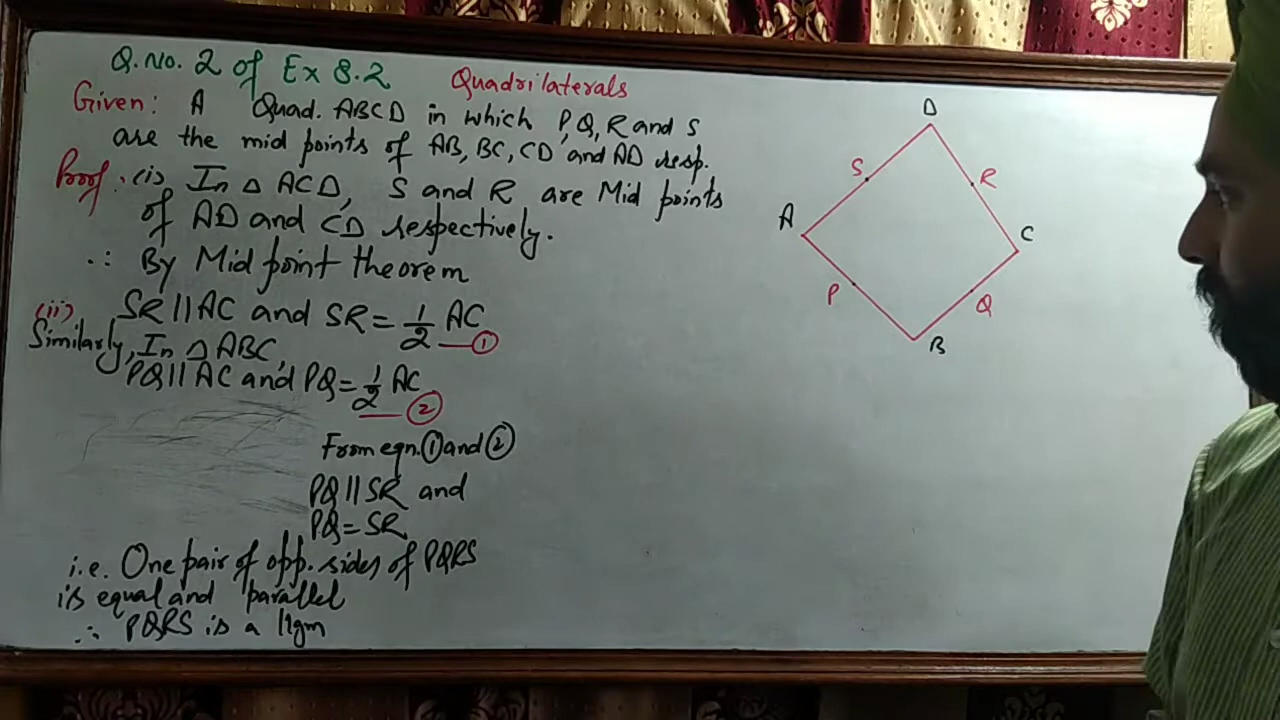 Q.No. 2 of Ex 8.2 Quadrilaterals
Given: A Quad. ABCD in which P,Q,R and S
are the mid points of AB, BC, CD and AD resp.
Proof: (i) In △ ACD, S and R are Mid points
of AD and CD respectively.
∴ By Mid point theorem
SR || AC and SR = 1/2 AC —①
(ii) Similarly, In △ ABC,
PQ || AC and PQ = 1/2 AC —②
From eqn. ① and ②
PQ || SR and
PQ = SR
i.e. One pair of opp. sides of PQRS
is equal and parallel
∴ PQRS is a ||gm
D
S
R
A
C
P
Q
B